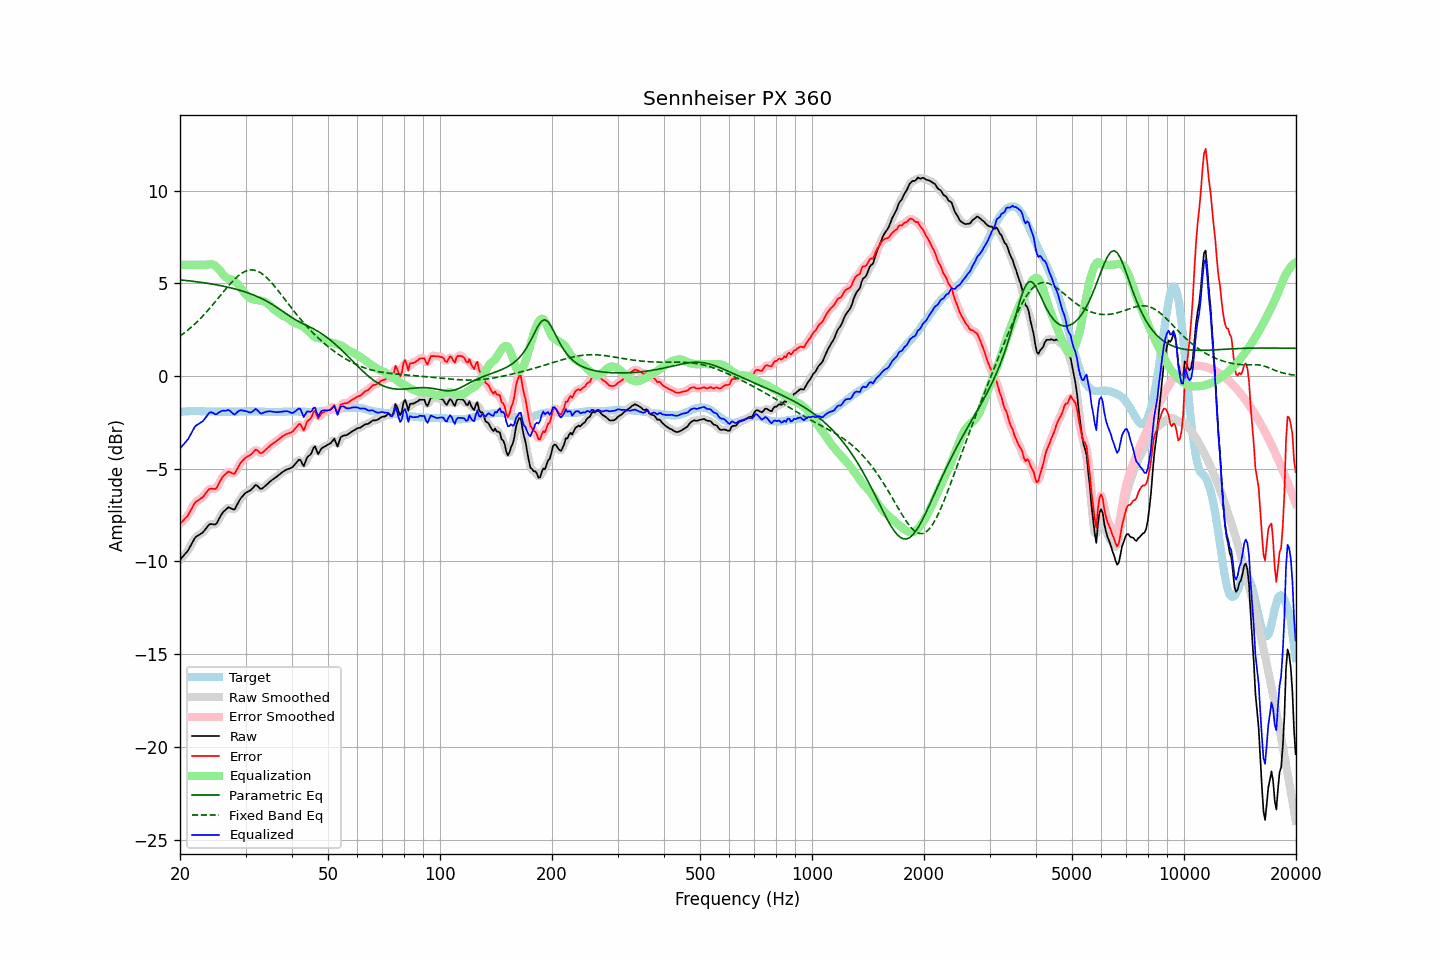 Sennheiser PX 360
Amplitude (dBr)
10
5
0
−5
−10
−15
−20
−25
Target
Raw Smoothed
Error Smoothed
Raw
Error
Equalization
Parametric Eq
Fixed Band Eq
Equalized
20 50 100 200 500 1000 2000 5000 10000 20000
Frequency (Hz)